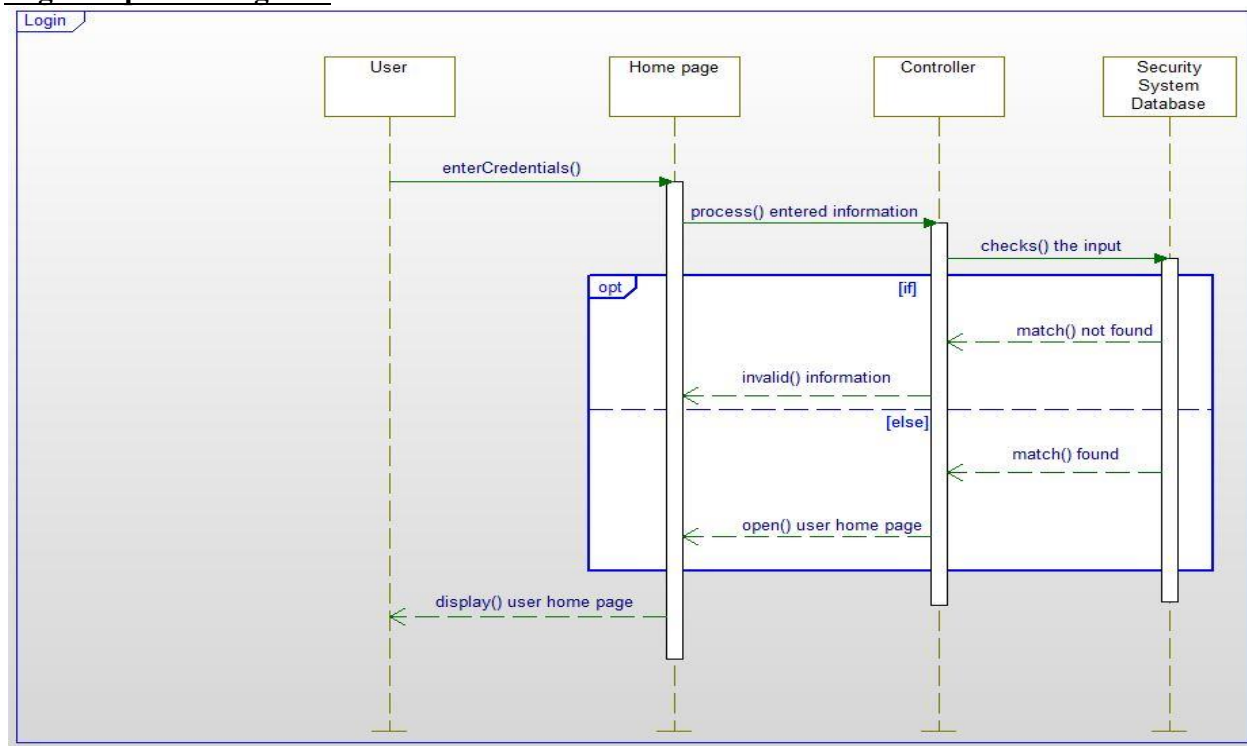 Login
User
Home page
Controller
Security
System
Database
enterCredentials()
process() entered information
checks() the input
opt
[if]
match() not found
invalid() information
[else]
match() found
open() user home page
display() user home page